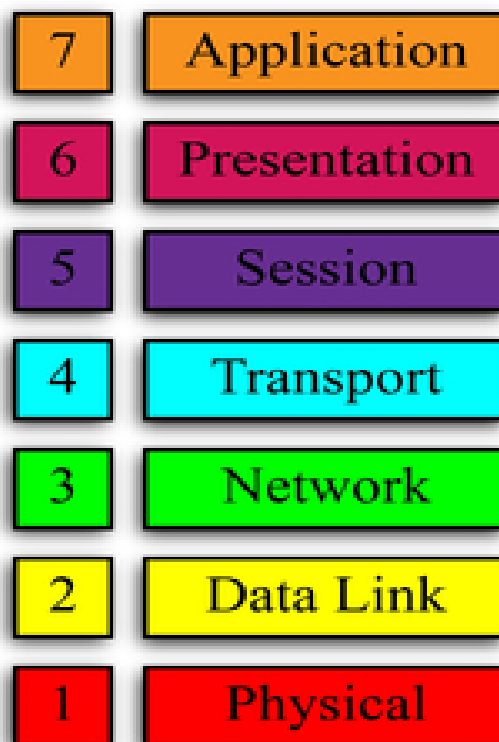 7 Application
6 Presentation
5 Session
4 Transport
3 Network
2 Data Link
1 Physical